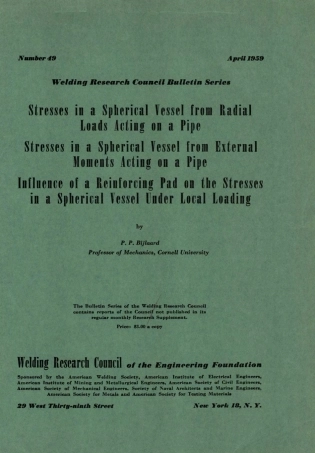 Number 49 April 1959
Welding Research Council Bulletin Series
Stresses in a Spherical Vessel from Radial
Loads Acting on a Pipe
Stresses in a Spherical Vessel from External
Moments Acting on a Pipe
Influence of a Reinforcing Pad on the Stresses
in a Spherical Vessel Under Local Loading
by
P. P. Bijlaard
Professor of Mechanics, Cornell University
The Bulletin Series of the Welding Research Council
contains reports of the Council not published in its
regular monthly Research Supplement.
Price: a copy
Welding Research Council of the Engineering Foundation
Sponsored by the American Welding Society, American Institute of Electrical Engineers,
American Institute of Mining and Metallurgical Engineers, American Society of Civil Engineers,
American Society of Mechanical Engineers, Society of Naval Architects and Marine Engineers,
American Society for Metals and American Society for Testing Materials
29 West Thirty-ninth Street New York 18, N. Y.